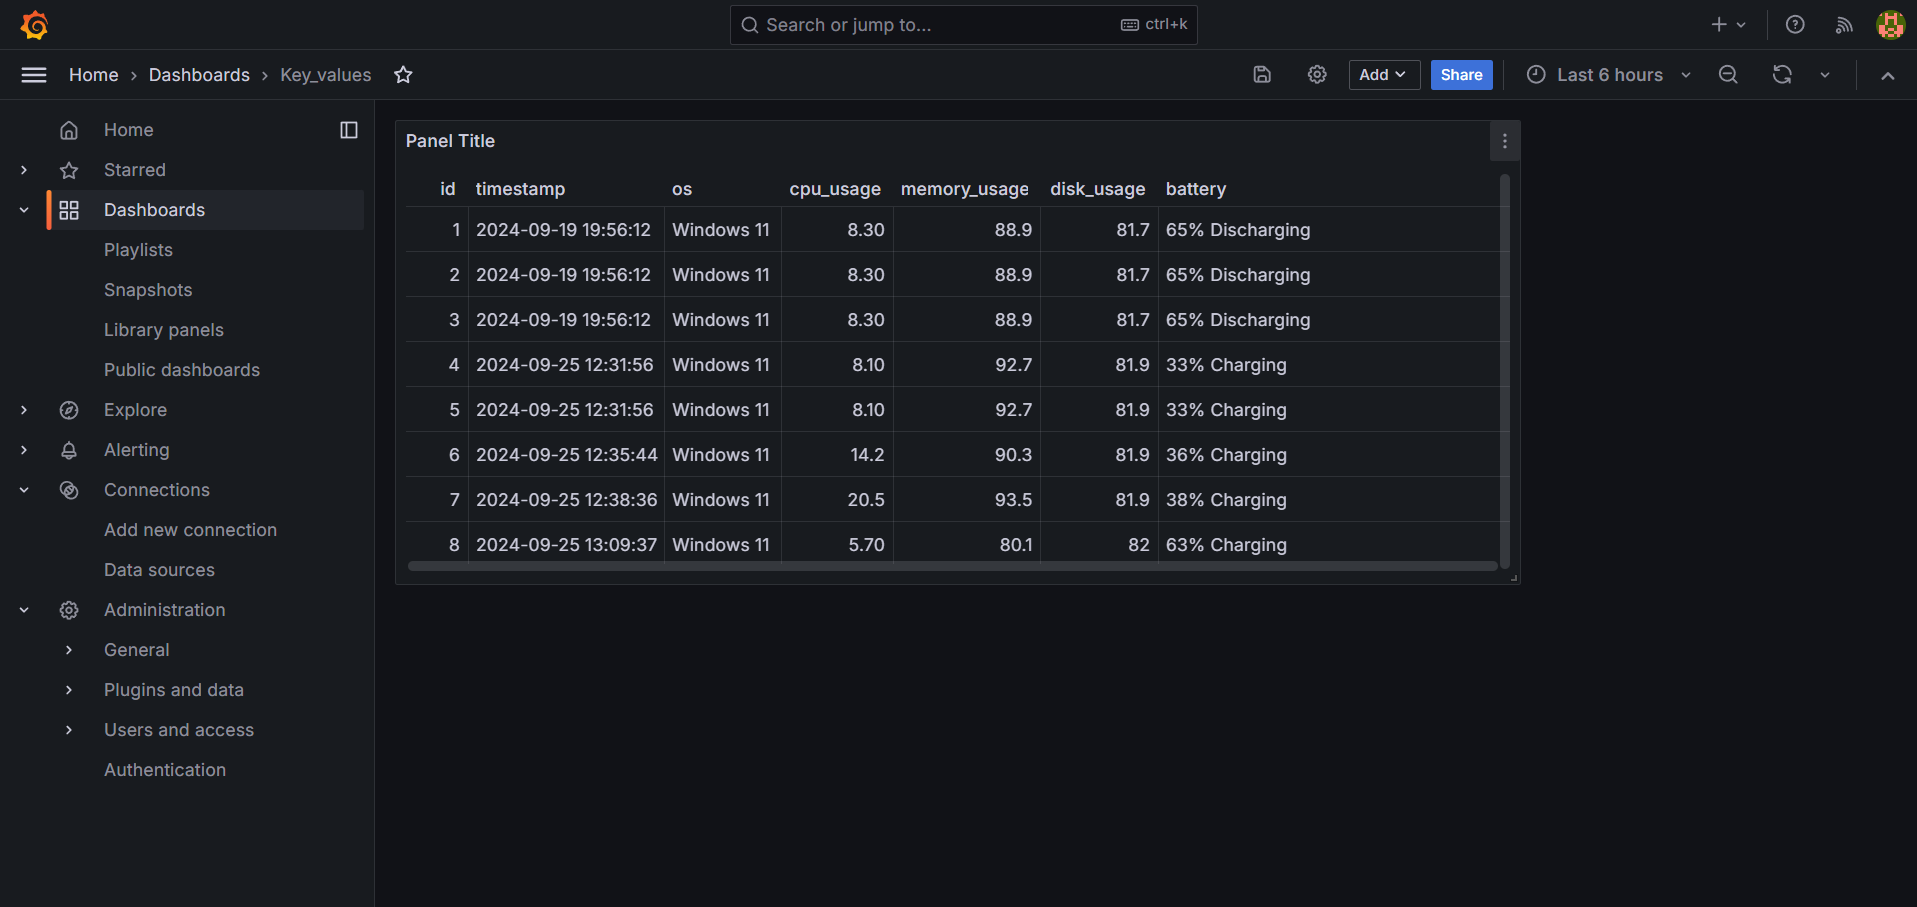 Search or jump to... ctrl+k
Home › Dashboards › Key_values
Add
Share
Last 6 hours
Home
Starred
Dashboards
Playlists
Snapshots
Library panels
Public dashboards
Explore
Alerting
Connections
Add new connection
Data sources
Administration
General
Plugins and data
Users and access
Authentication
Panel Title
id timestamp os cpu_usage memory_usage disk_usage battery
1 2024-09-19 19:56:12 Windows 11 8.30 88.9 81.7 65% Discharging
2 2024-09-19 19:56:12 Windows 11 8.30 88.9 81.7 65% Discharging
3 2024-09-19 19:56:12 Windows 11 8.30 88.9 81.7 65% Discharging
4 2024-09-25 12:31:56 Windows 11 8.10 92.7 81.9 33% Charging
5 2024-09-25 12:31:56 Windows 11 8.10 92.7 81.9 33% Charging
6 2024-09-25 12:35:44 Windows 11 14.2 90.3 81.9 36% Charging
7 2024-09-25 12:38:36 Windows 11 20.5 93.5 81.9 38% Charging
8 2024-09-25 13:09:37 Windows 11 5.70 80.1 82 63% Charging